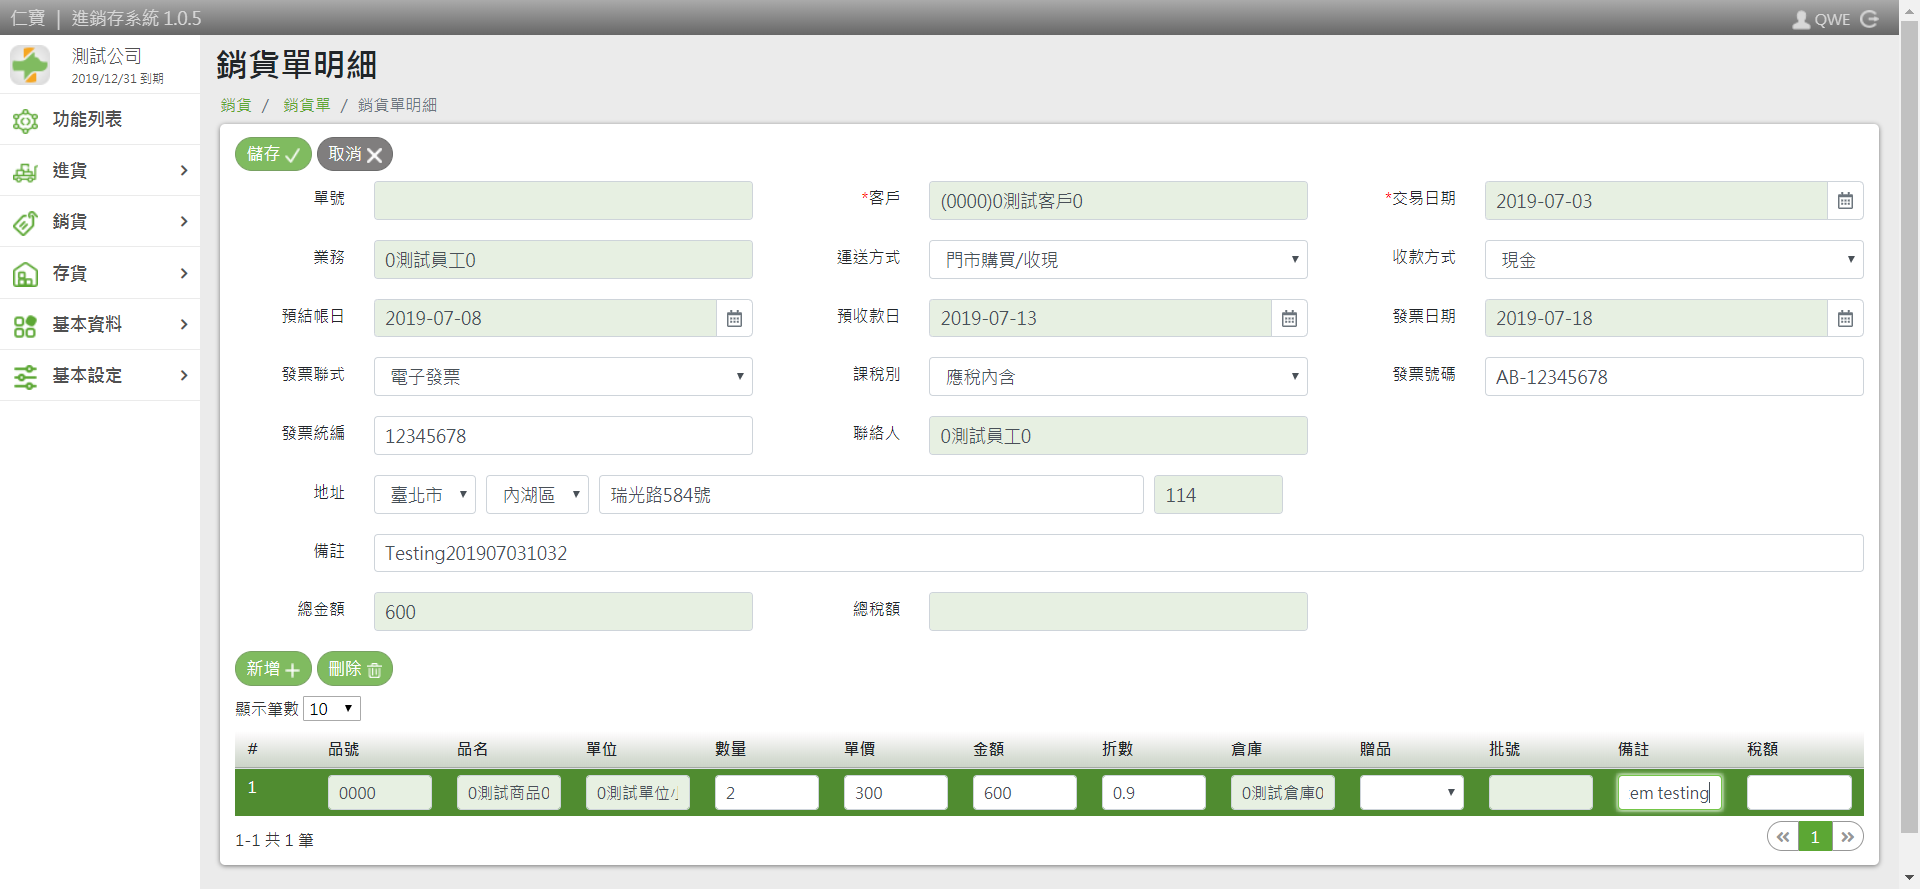 仁寶 | 進銷存系統 1.0.5
QWE
測試公司
2019/12/31 到期
功能列表
進貨
銷貨
存貨
基本資料
基本設定
銷貨單明細
銷貨 / 銷貨單 / 銷貨單明細
儲存 取消
單號
*客戶 (0000)0測試客戶0
*交易日期 2019-07-03
業務 0測試員工0
運送方式 門市購買/收現
收款方式 現金
預結帳日 2019-07-08
預收款日 2019-07-13
發票日期 2019-07-18
發票聯式 電子發票
課稅別 應稅內含
發票號碼 AB-12345678
發票統編 12345678
聯絡人 0測試員工0
地址 臺北市 內湖區 瑞光路584號 114
備註 Testing201907031032
總金額 600
總稅額
新增 刪除
顯示筆數 10
# 品號 品名 單位 數量 單價 金額 折數 倉庫 贈品 批號 備註 稅額
1 0000 0測試商品0 0測試單位 2 300 600 0.9 0測試倉庫0 em testing
1-1 共 1 筆
« 1 »